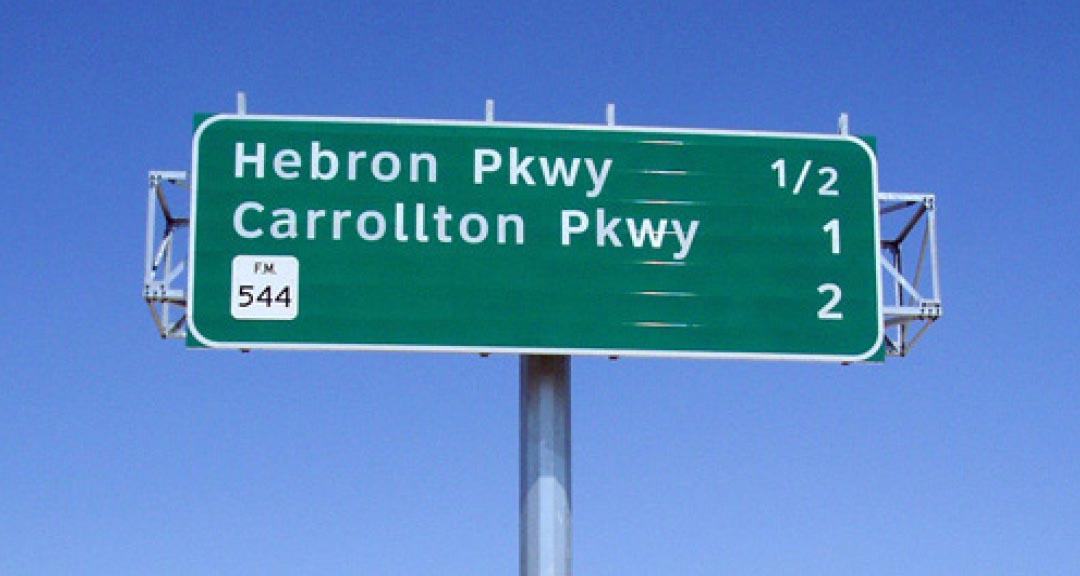 Hebron Pkwy 1/2
Carrollton Pkwy 1
F.M.
544 2